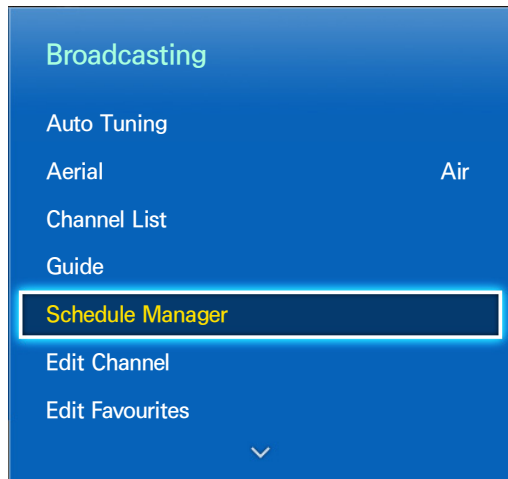 Broadcasting
Auto Tuning
Aerial Air
Channel List
Guide
Schedule Manager
Edit Channel
Edit Favourites